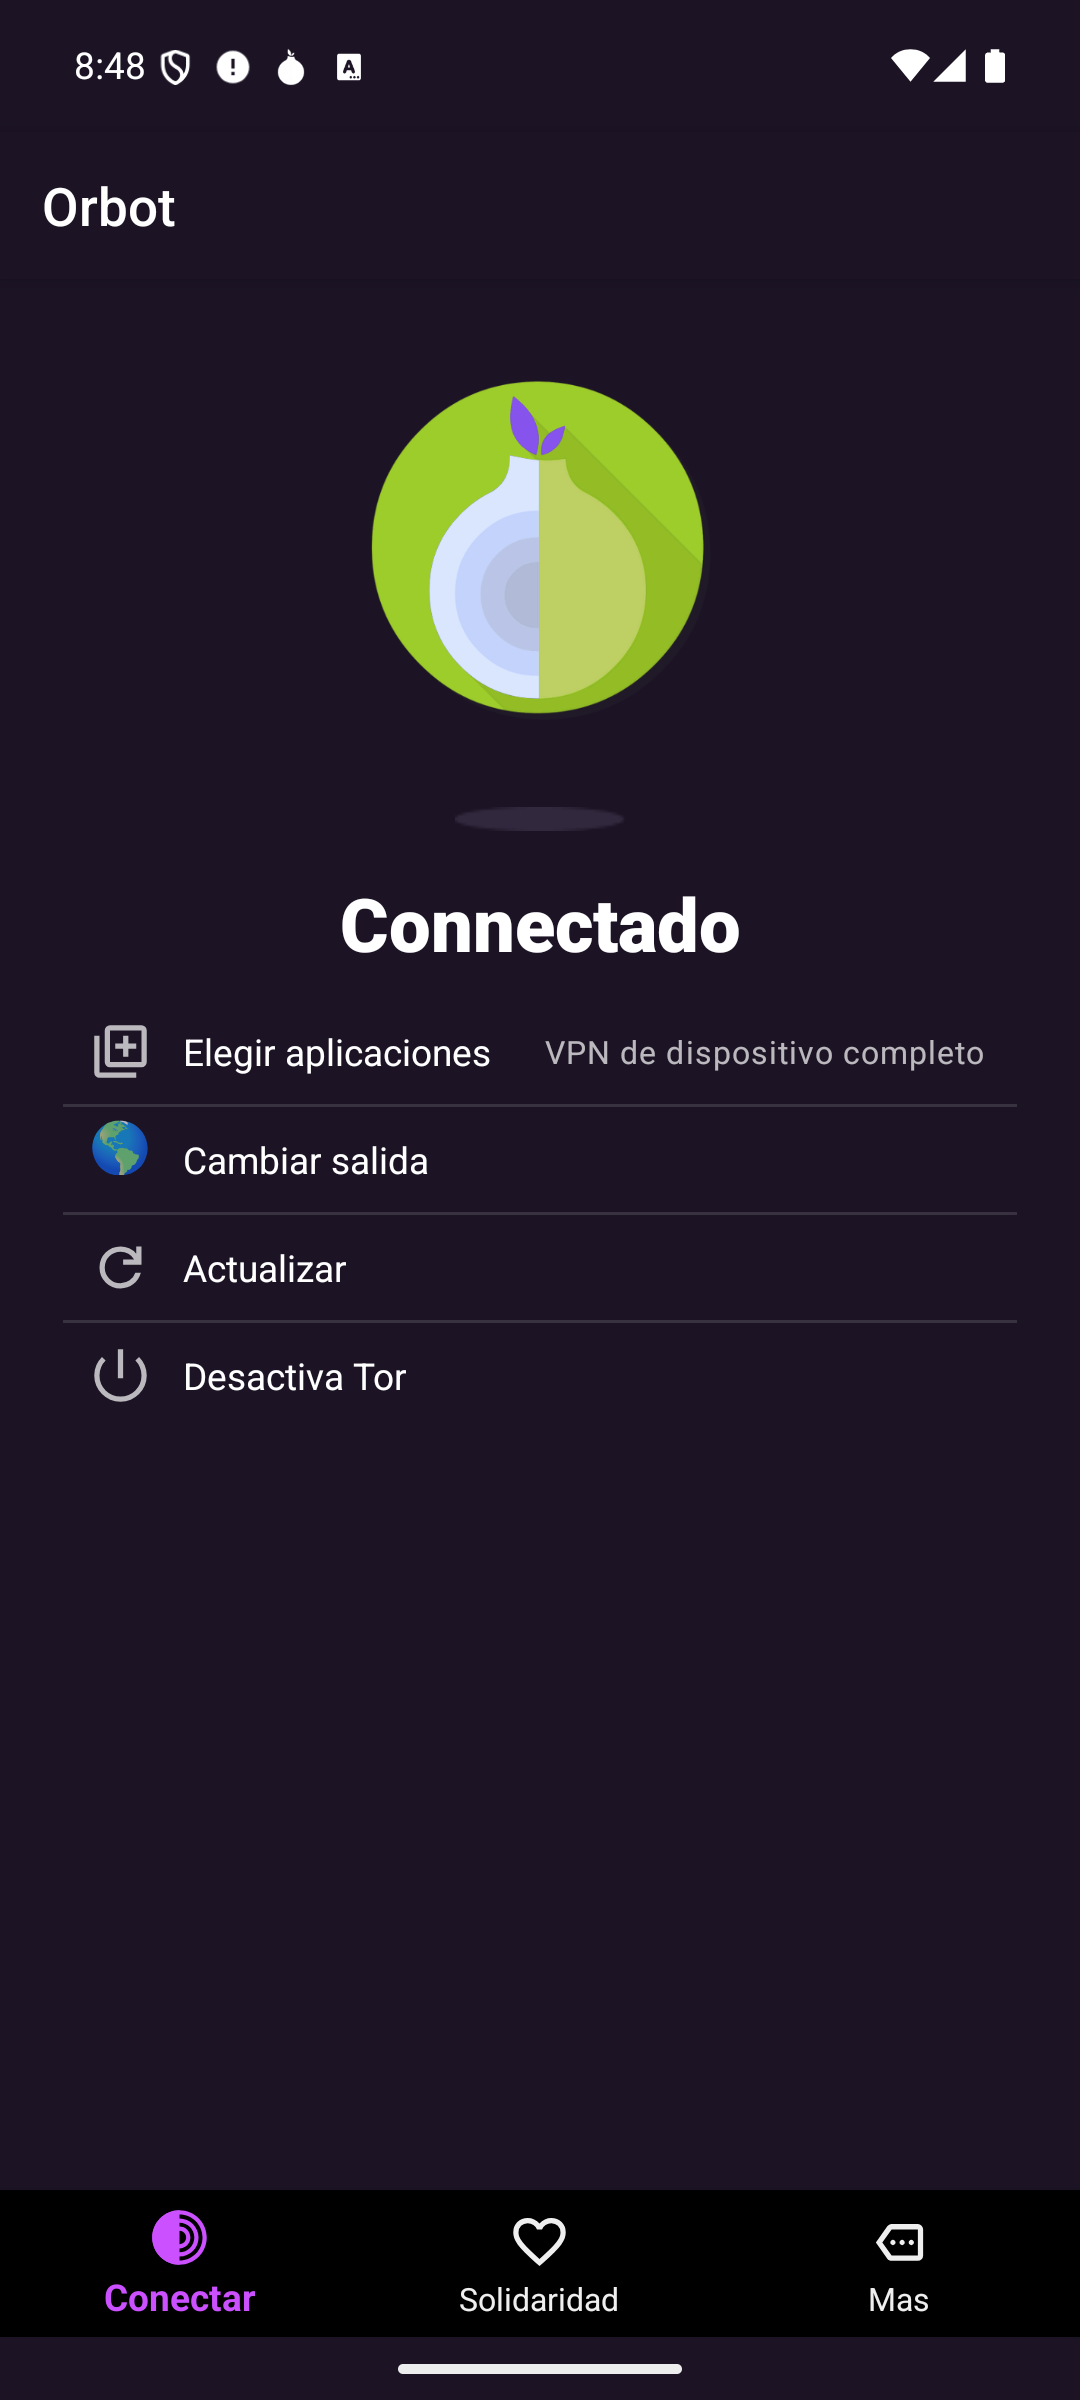 8:48
Orbot
Connectado
Elegir aplicaciones VPN de dispositivo completo
Cambiar salida
Actualizar
Desactiva Tor
Conectar Solidaridad Mas